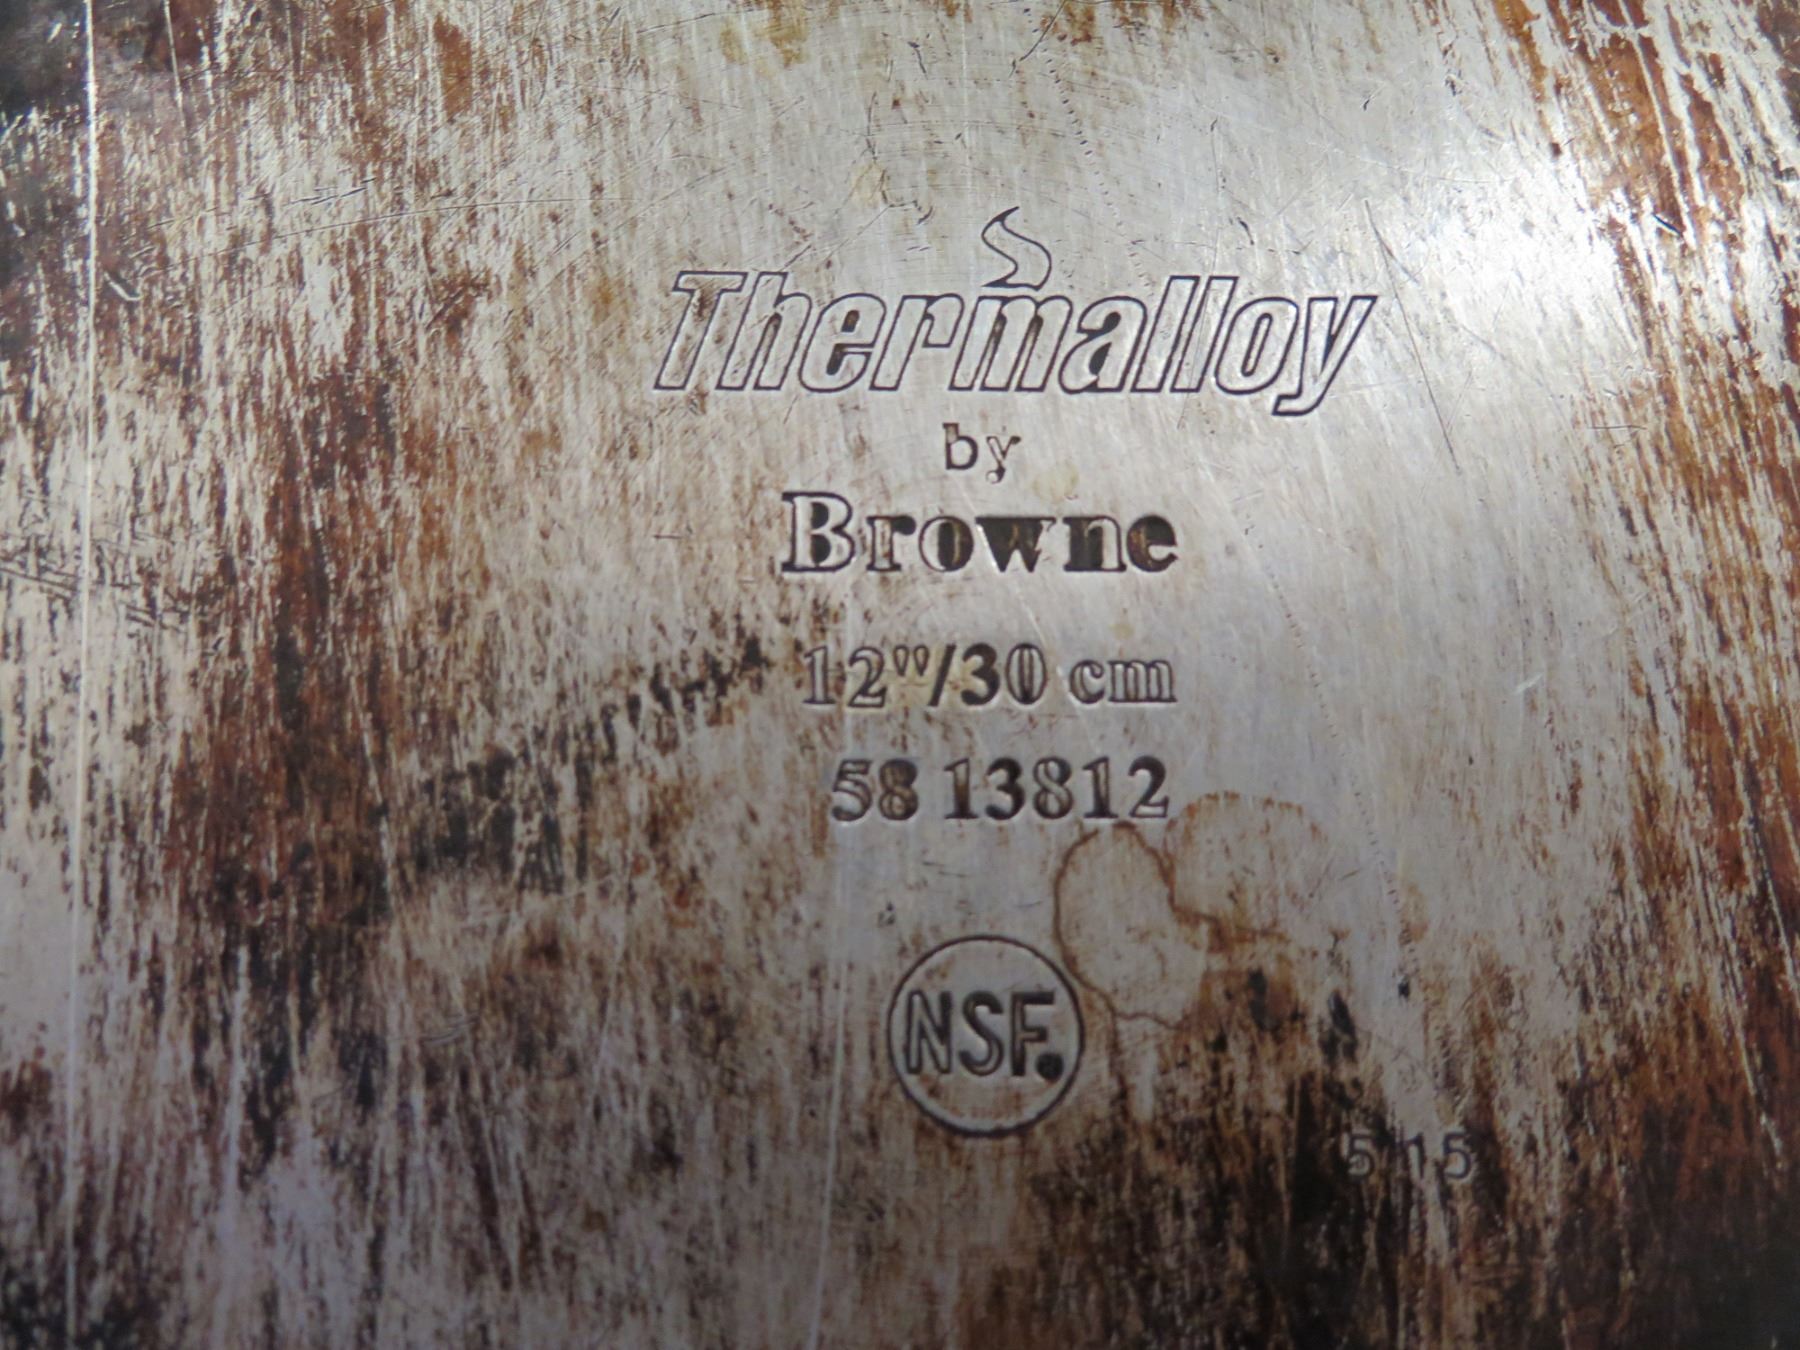 Thermalloy
by
Browne
12"/30 cm
58 13812
NSF.
5 15